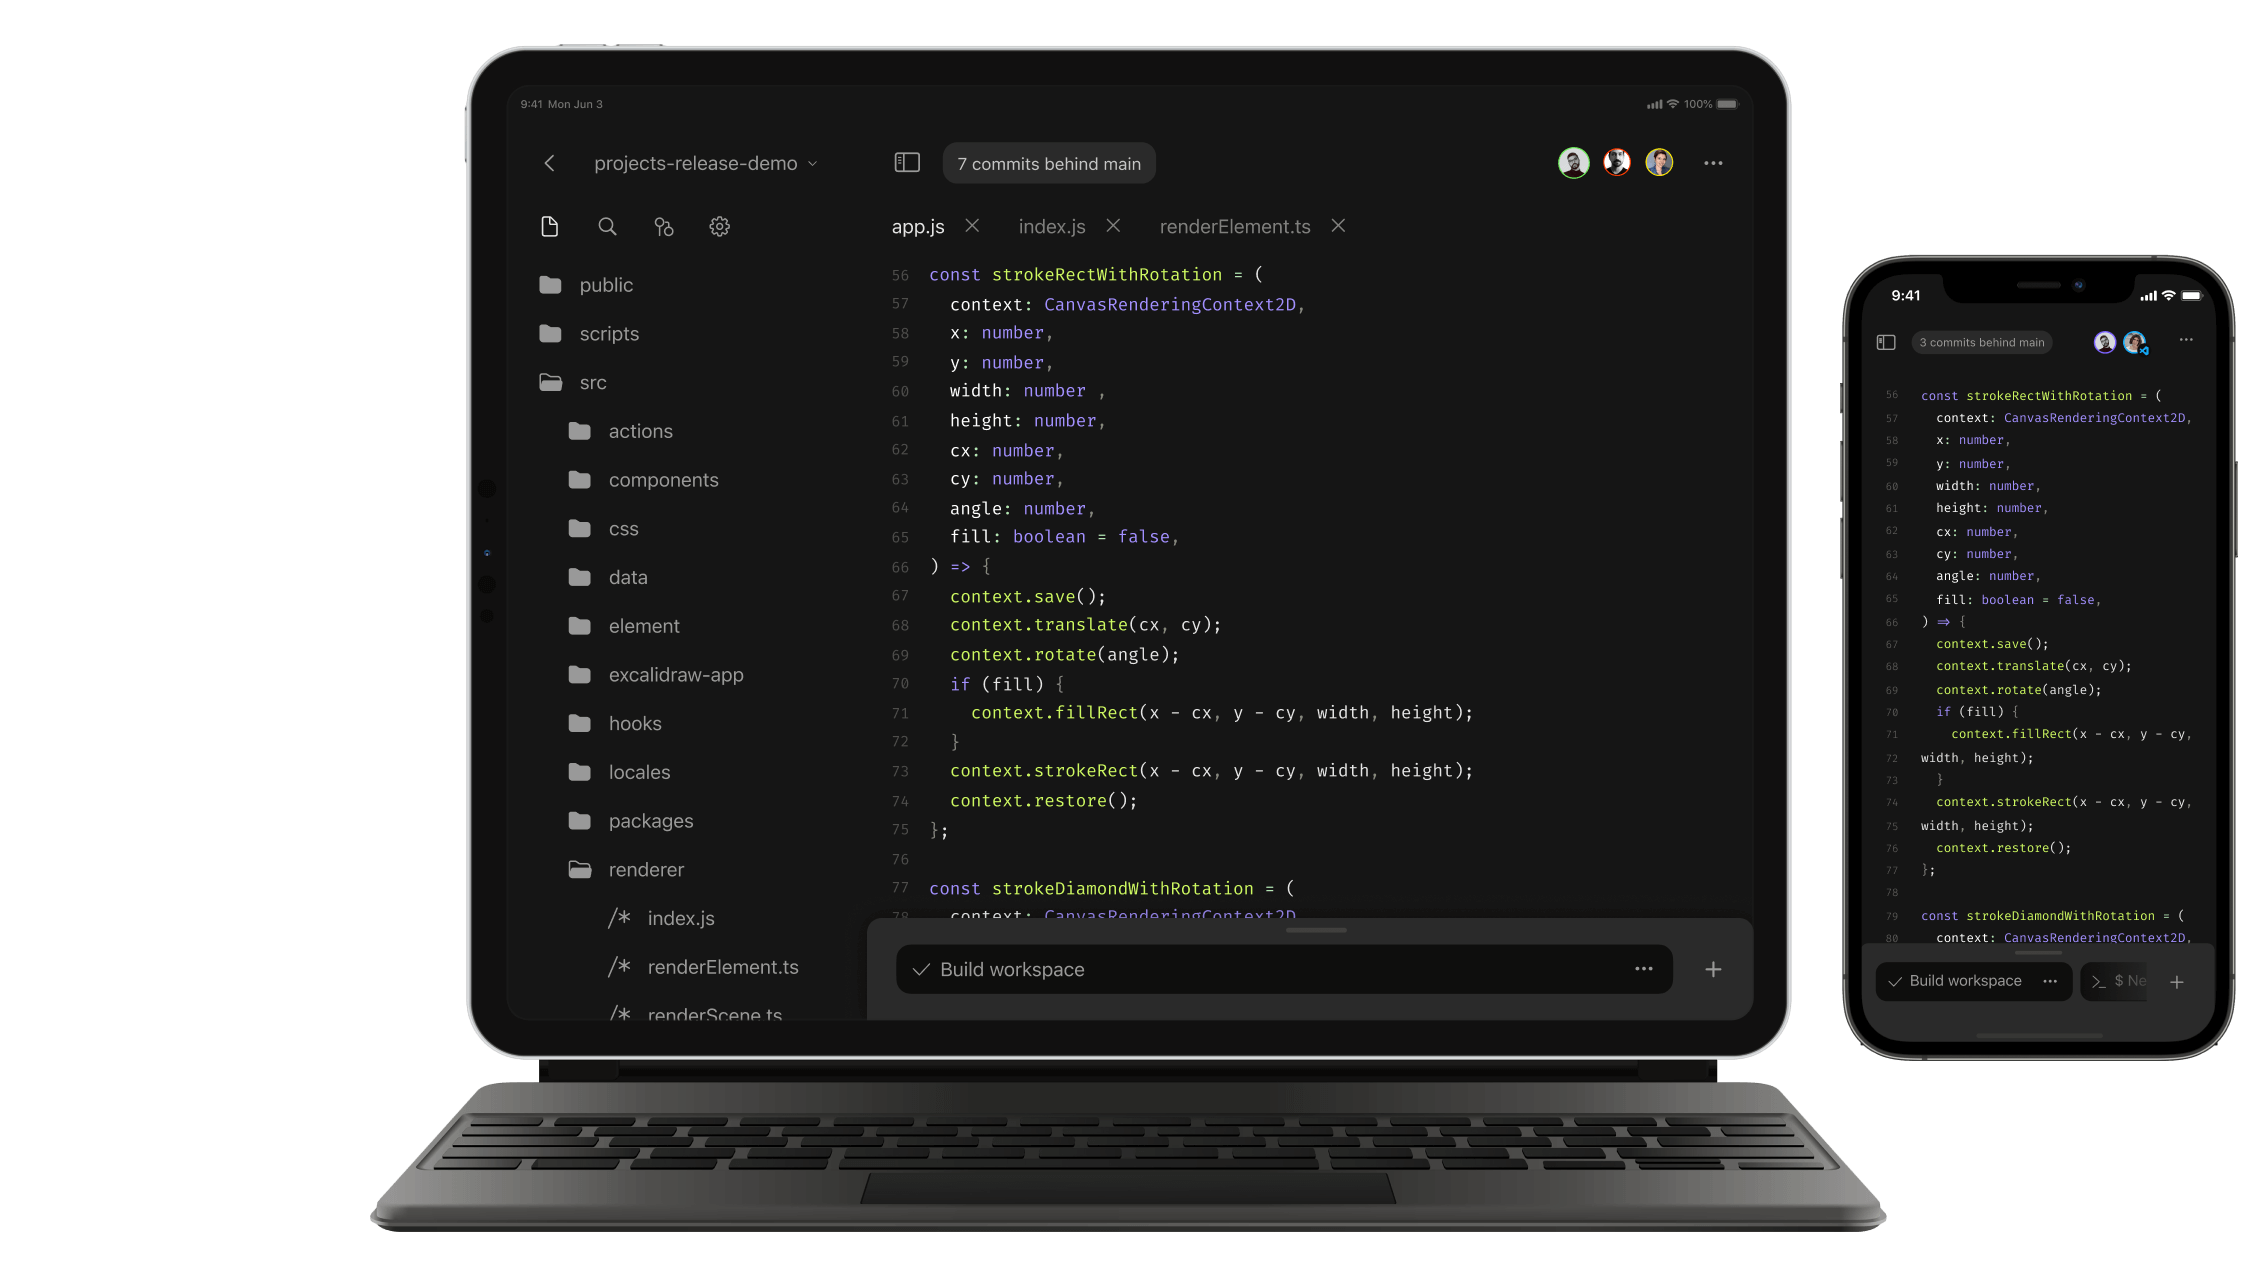 9:41 Mon Jun 3
100%
projects-release-demo
7 commits behind main
app.js
index.js
renderElement.ts
public
scripts
src
actions
components
css
data
element
excalidraw-app
hooks
locales
packages
renderer
/* index.js
/* renderElement.ts
/* renderScene.ts
56 const strokeRectWithRotation = (
57 context: CanvasRenderingContext2D,
58 x: number,
59 y: number,
60 width: number ,
61 height: number,
62 cx: number,
63 cy: number,
64 angle: number,
65 fill: boolean = false,
66 ) => {
67 context.save();
68 context.translate(cx, cy);
69 context.rotate(angle);
70 if (fill) {
71 context.fillRect(x - cx, y - cy, width, height);
72 }
73 context.strokeRect(x - cx, y - cy, width, height);
74 context.restore();
75 };
76
77 const strokeDiamondWithRotation = (
78 context: CanvasRenderingContext2D
Build workspace
9:41
3 commits behind main
56 const strokeRectWithRotation = (
57 context: CanvasRenderingContext2D,
58 x: number,
59 y: number,
60 width: number,
61 height: number,
62 cx: number,
63 cy: number,
64 angle: number,
65 fill: boolean = false,
66 ) => {
67 context.save();
68 context.translate(cx, cy);
69 context.rotate(angle);
70 if (fill) {
71 context.fillRect(x - cx, y - cy,
72 width, height);
73 }
74 context.strokeRect(x - cx, y - cy,
75 width, height);
76 context.restore();
77 };
78
79 const strokeDiamondWithRotation = (
80 context: CanvasRenderingContext2D,
Build workspace
>_ $ Ne